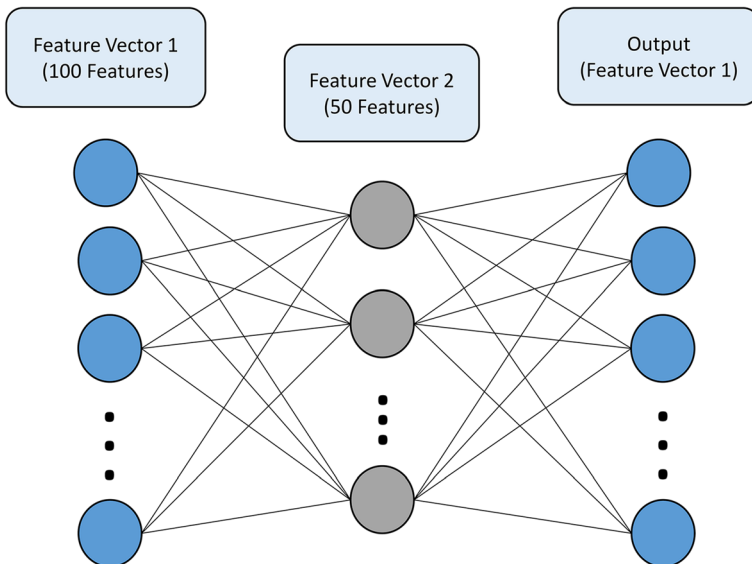 Feature Vector 1
(100 Features)
Feature Vector 2
(50 Features)
Output
(Feature Vector 1)